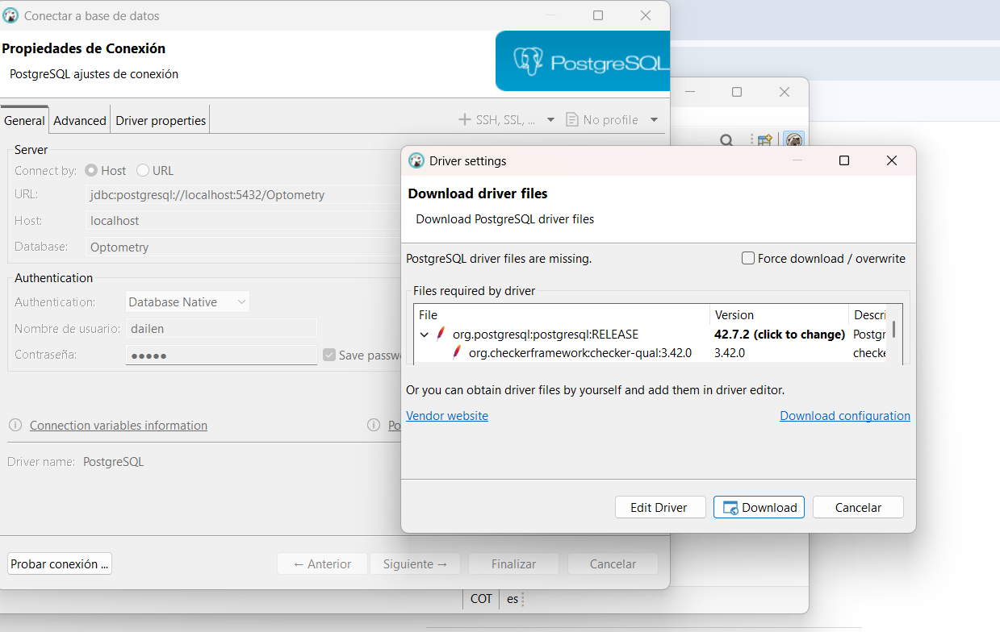 Conectar a base de datos
Propiedades de Conexión
PostgreSQL ajustes de conexión
PostgreSQL
General
Advanced
Driver properties
SSH, SSL, ...
No profile
Server
Connect by:
Host
URL
URL:
jdbc:postgresql://localhost:5432/Optometry
Host:
localhost
Database:
Optometry
Authentication
Authentication:
Database Native
Nombre de usuario:
dailen
Contraseña:
●●●●●
Save passw
Connection variables information
Po
Driver name:
PostgreSQL
Probar conexión ...
← Anterior
Siguiente →
Finalizar
Cancelar
Driver settings
Download driver files
Download PostgreSQL driver files
PostgreSQL driver files are missing.
Force download / overwrite
Files required by driver
File
Version
Descri
org.postgresql:postgresql:RELEASE
42.7.2 (click to change)
Postgr
org.checkerframework:checker-qual:3.42.0
3.42.0
checke
Or you can obtain driver files by yourself and add them in driver editor.
Vendor website
Download configuration
Edit Driver
Download
Cancelar
COT
es